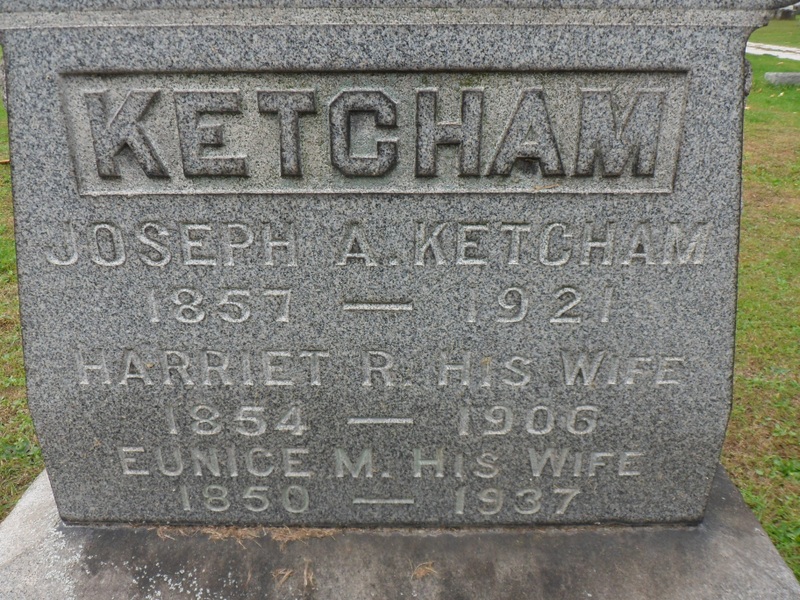 KETCHAM
JOSEPH A. KETCHAM
1857 — 1921
HARRIET R. HIS WIFE
1854 — 1906
EUNICE M. HIS WIFE
1850 — 1937